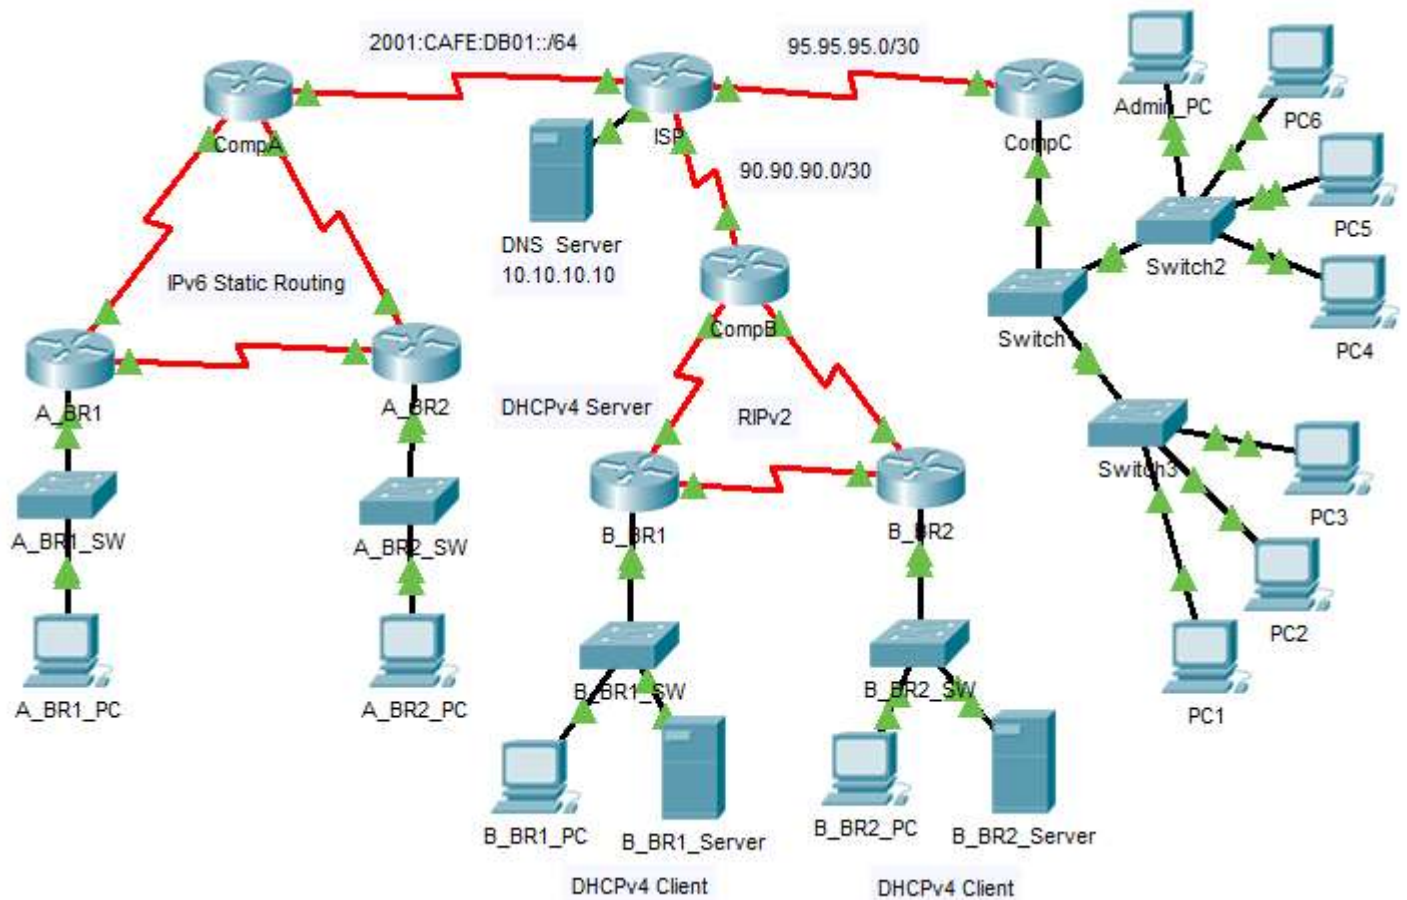 2001:CAFE:DB01::/64
95.95.95.0/30
Admin_PC
PC6
CompA
ISP
CompC
90.90.90.0/30
PC5
DNS Server
10.10.10.10
Switch2
IPv6 Static Routing
CompB
Switch
PC4
A_BR1
A_BR2
DHCPv4 Server
RIPv2
Switch3
PC3
A_BR1_SW
A_BR2_SW
B_BR1
B_BR2
PC2
A_BR1_PC
A_BR2_PC
B_BR1_SW
B_BR2_SW
PC1
B_BR1_PC
B_BR1_Server
B_BR2_PC
B_BR2_Server
DHCPv4 Client
DHCPv4 Client